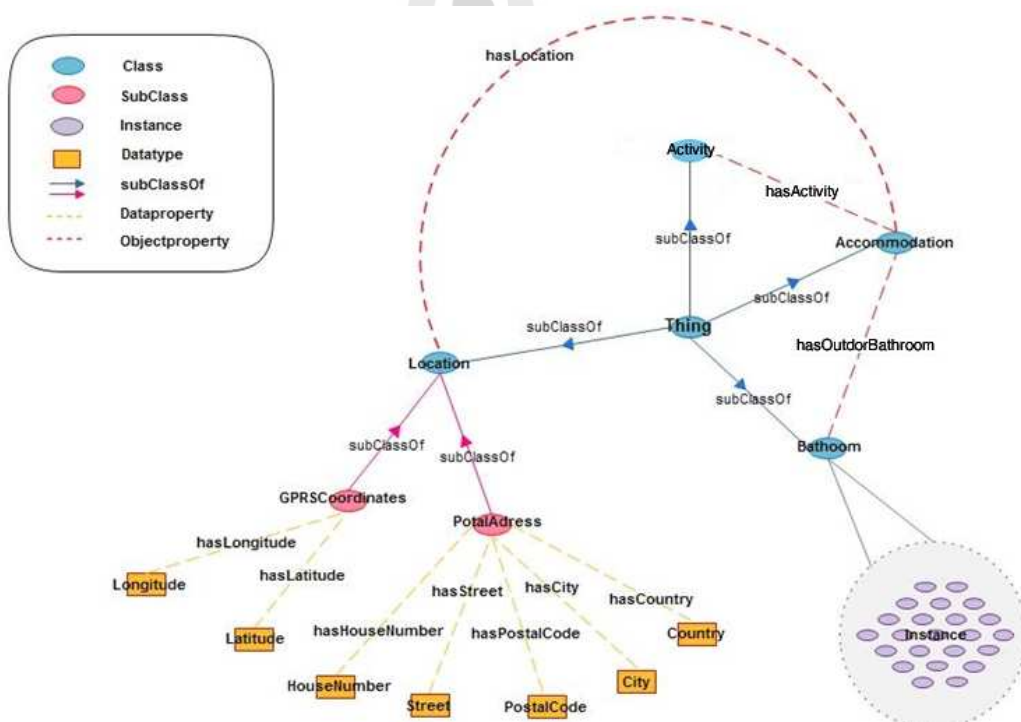 Class
SubClass
Instance
Datatype
subClassOf
Dataproperty
Objectproperty
hasLocation
Activity
hasActivity
Accommodation
subClassOf
subClassOf
Thing
subClassOf
hasOutdorBathroom
Location
subClassOf
Bathoom
subClassOf
subClassOf
GPRSCoordinates
PotalAdress
hasLongitude
hasLatitude
Longitude
hasStreet
hasCity
hasCountry
hasHouseNumber
hasPostalCode
Latitude
Country
Instance
HouseNumber
City
Street
PostalCode